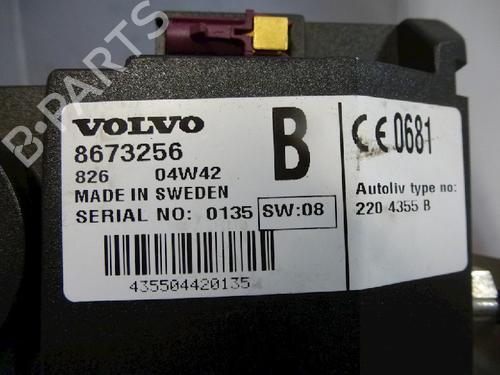 B-PARTS
VOLVO
8673256
826 04W42
MADE IN SWEDEN
SERIAL NO: 0135 SW:08
435504420135
B
CE 0681
Autoliv type no:
220 4355 B